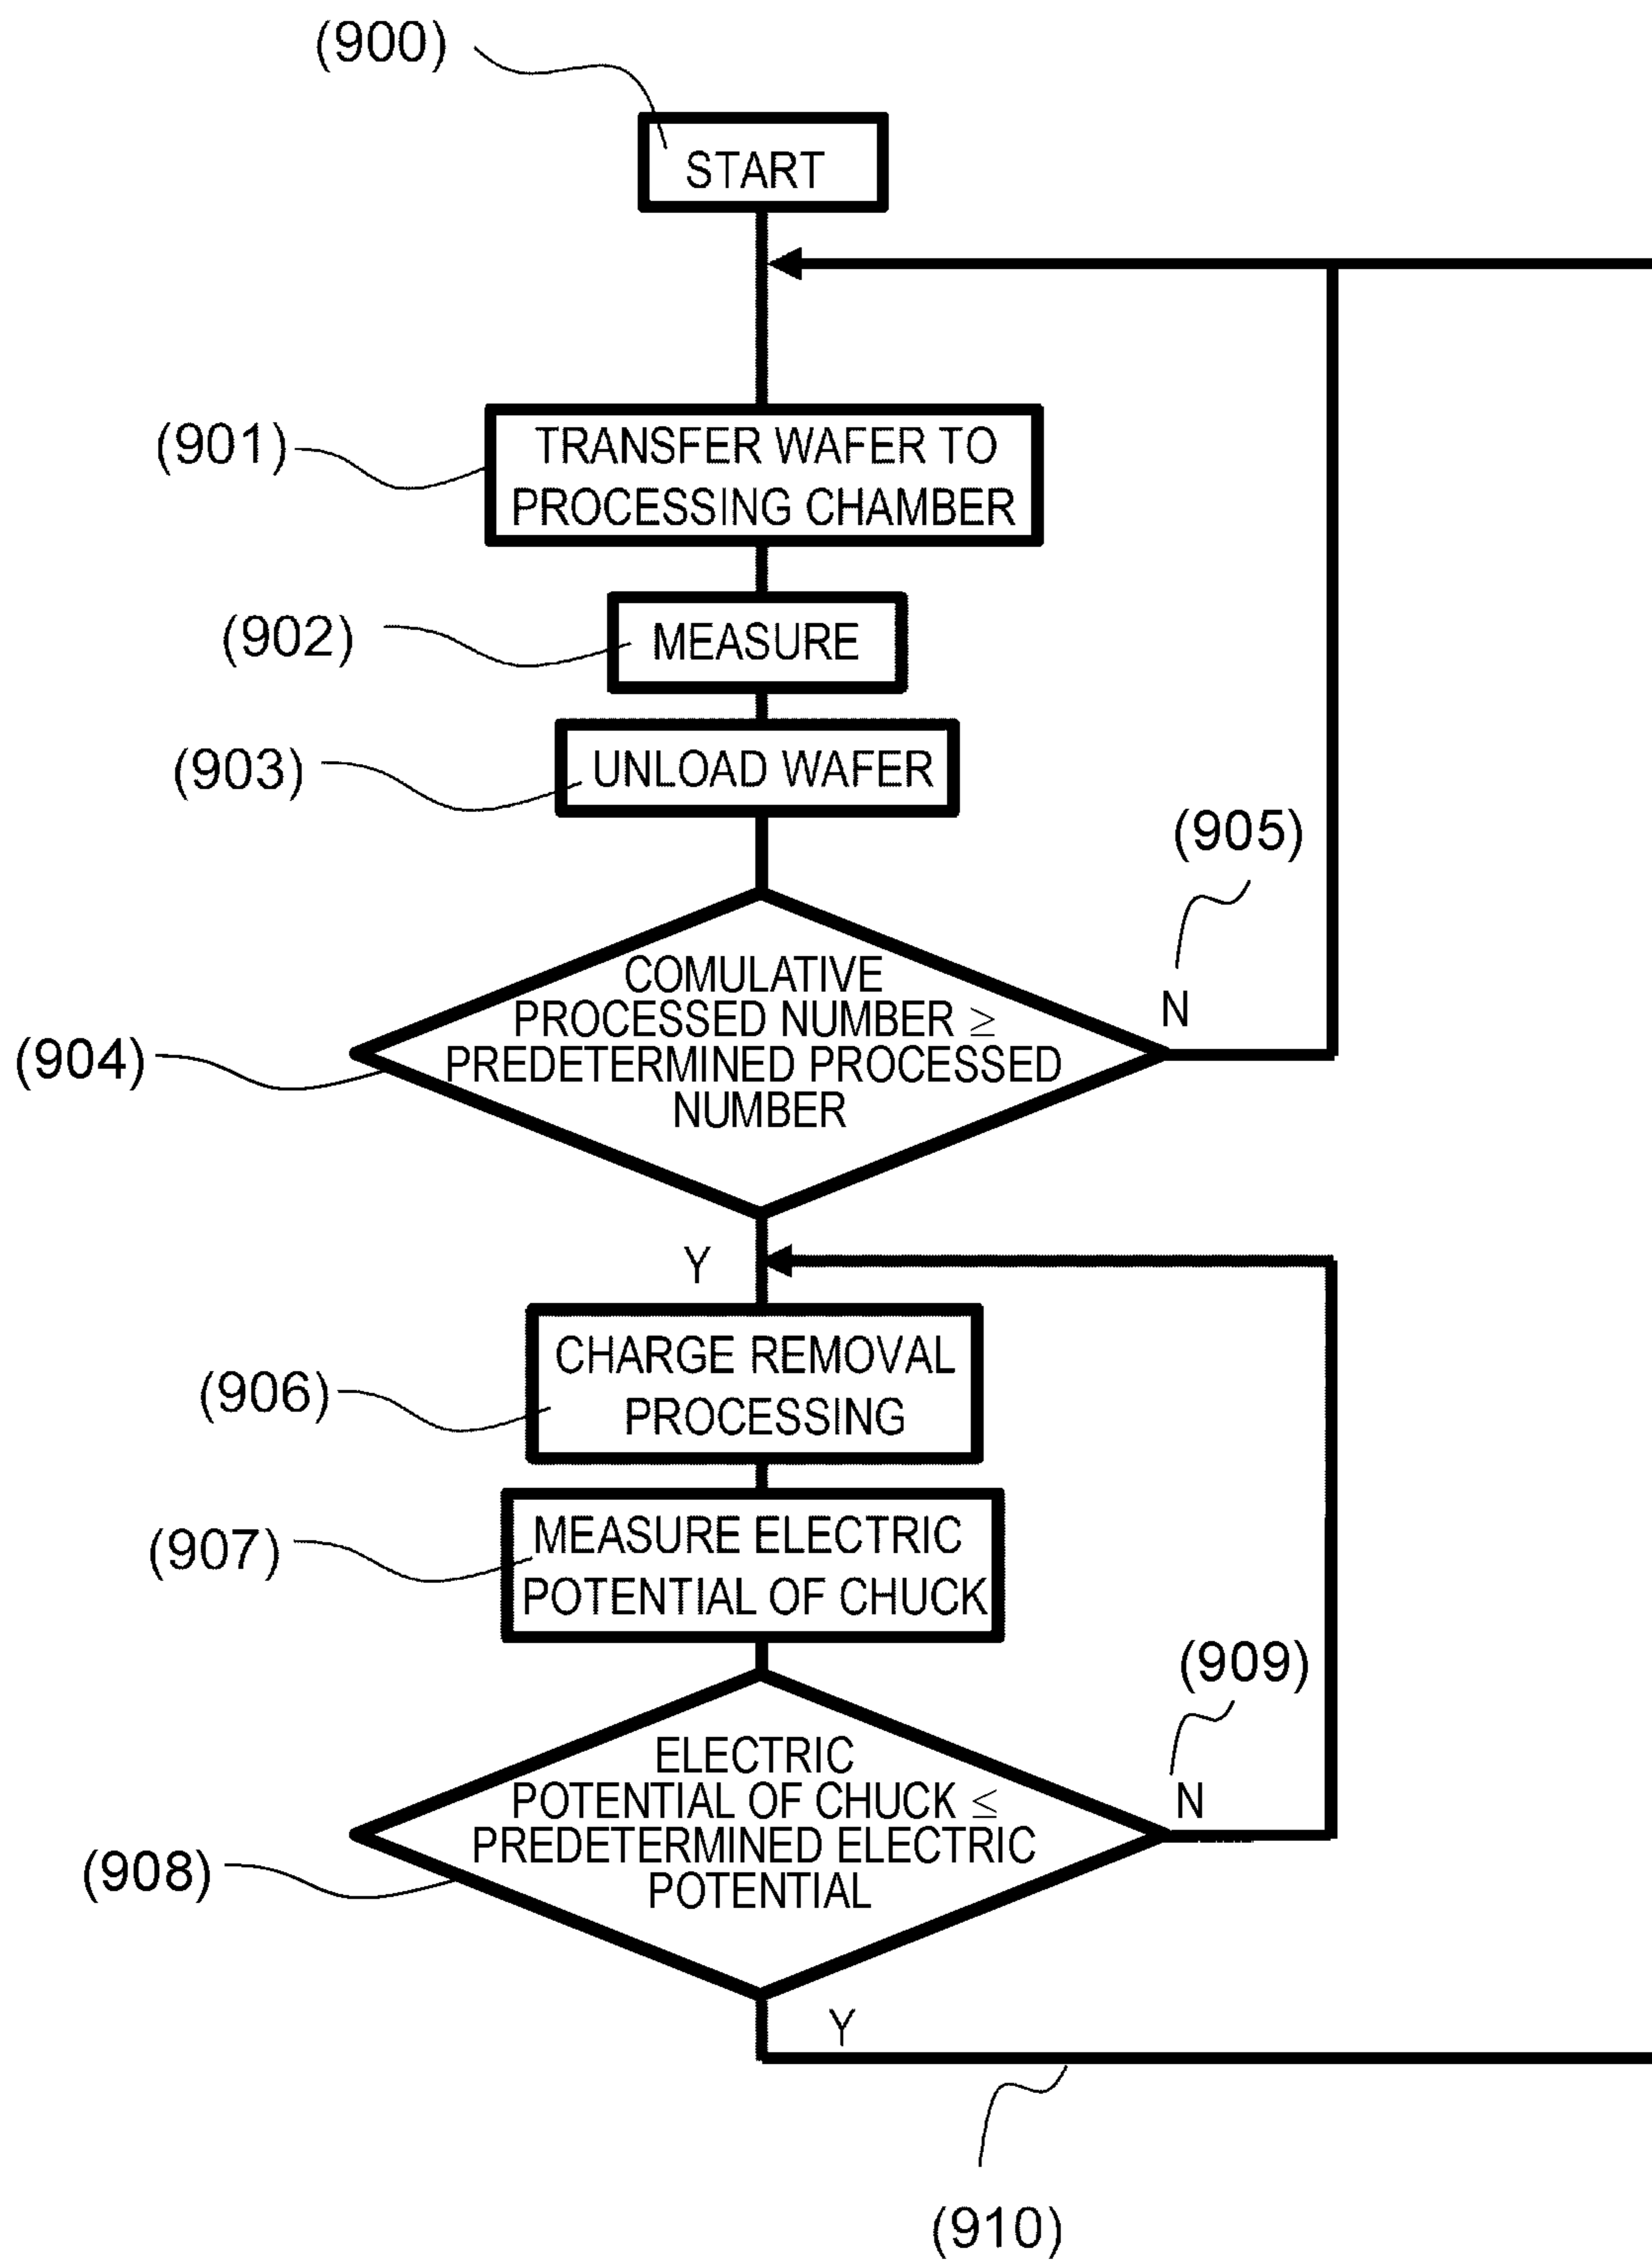 (900)
START
(901)
TRANSFER WAFER TO
PROCESSING CHAMBER
(902)
MEASURE
(903)
UNLOAD WAFER
(905)
N
(904)
COMULATIVE
PROCESSED NUMBER ≥
PREDETERMINED PROCESSED
NUMBER
Y
(906)
CHARGE REMOVAL
PROCESSING
(907)
MEASURE ELECTRIC
POTENTIAL OF CHUCK
(909)
N
(908)
ELECTRIC
POTENTIAL OF CHUCK ≤
PREDETERMINED ELECTRIC
POTENTIAL
Y
(910)